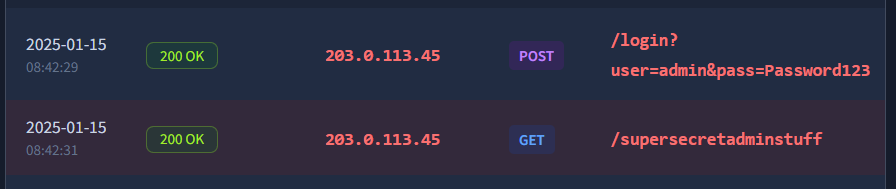 2025-01-15
08:42:29
200 OK
203.0.113.45
POST
/login?
user=admin&pass=Password123
2025-01-15
08:42:31
200 OK
203.0.113.45
GET
/supersecretadminstuff